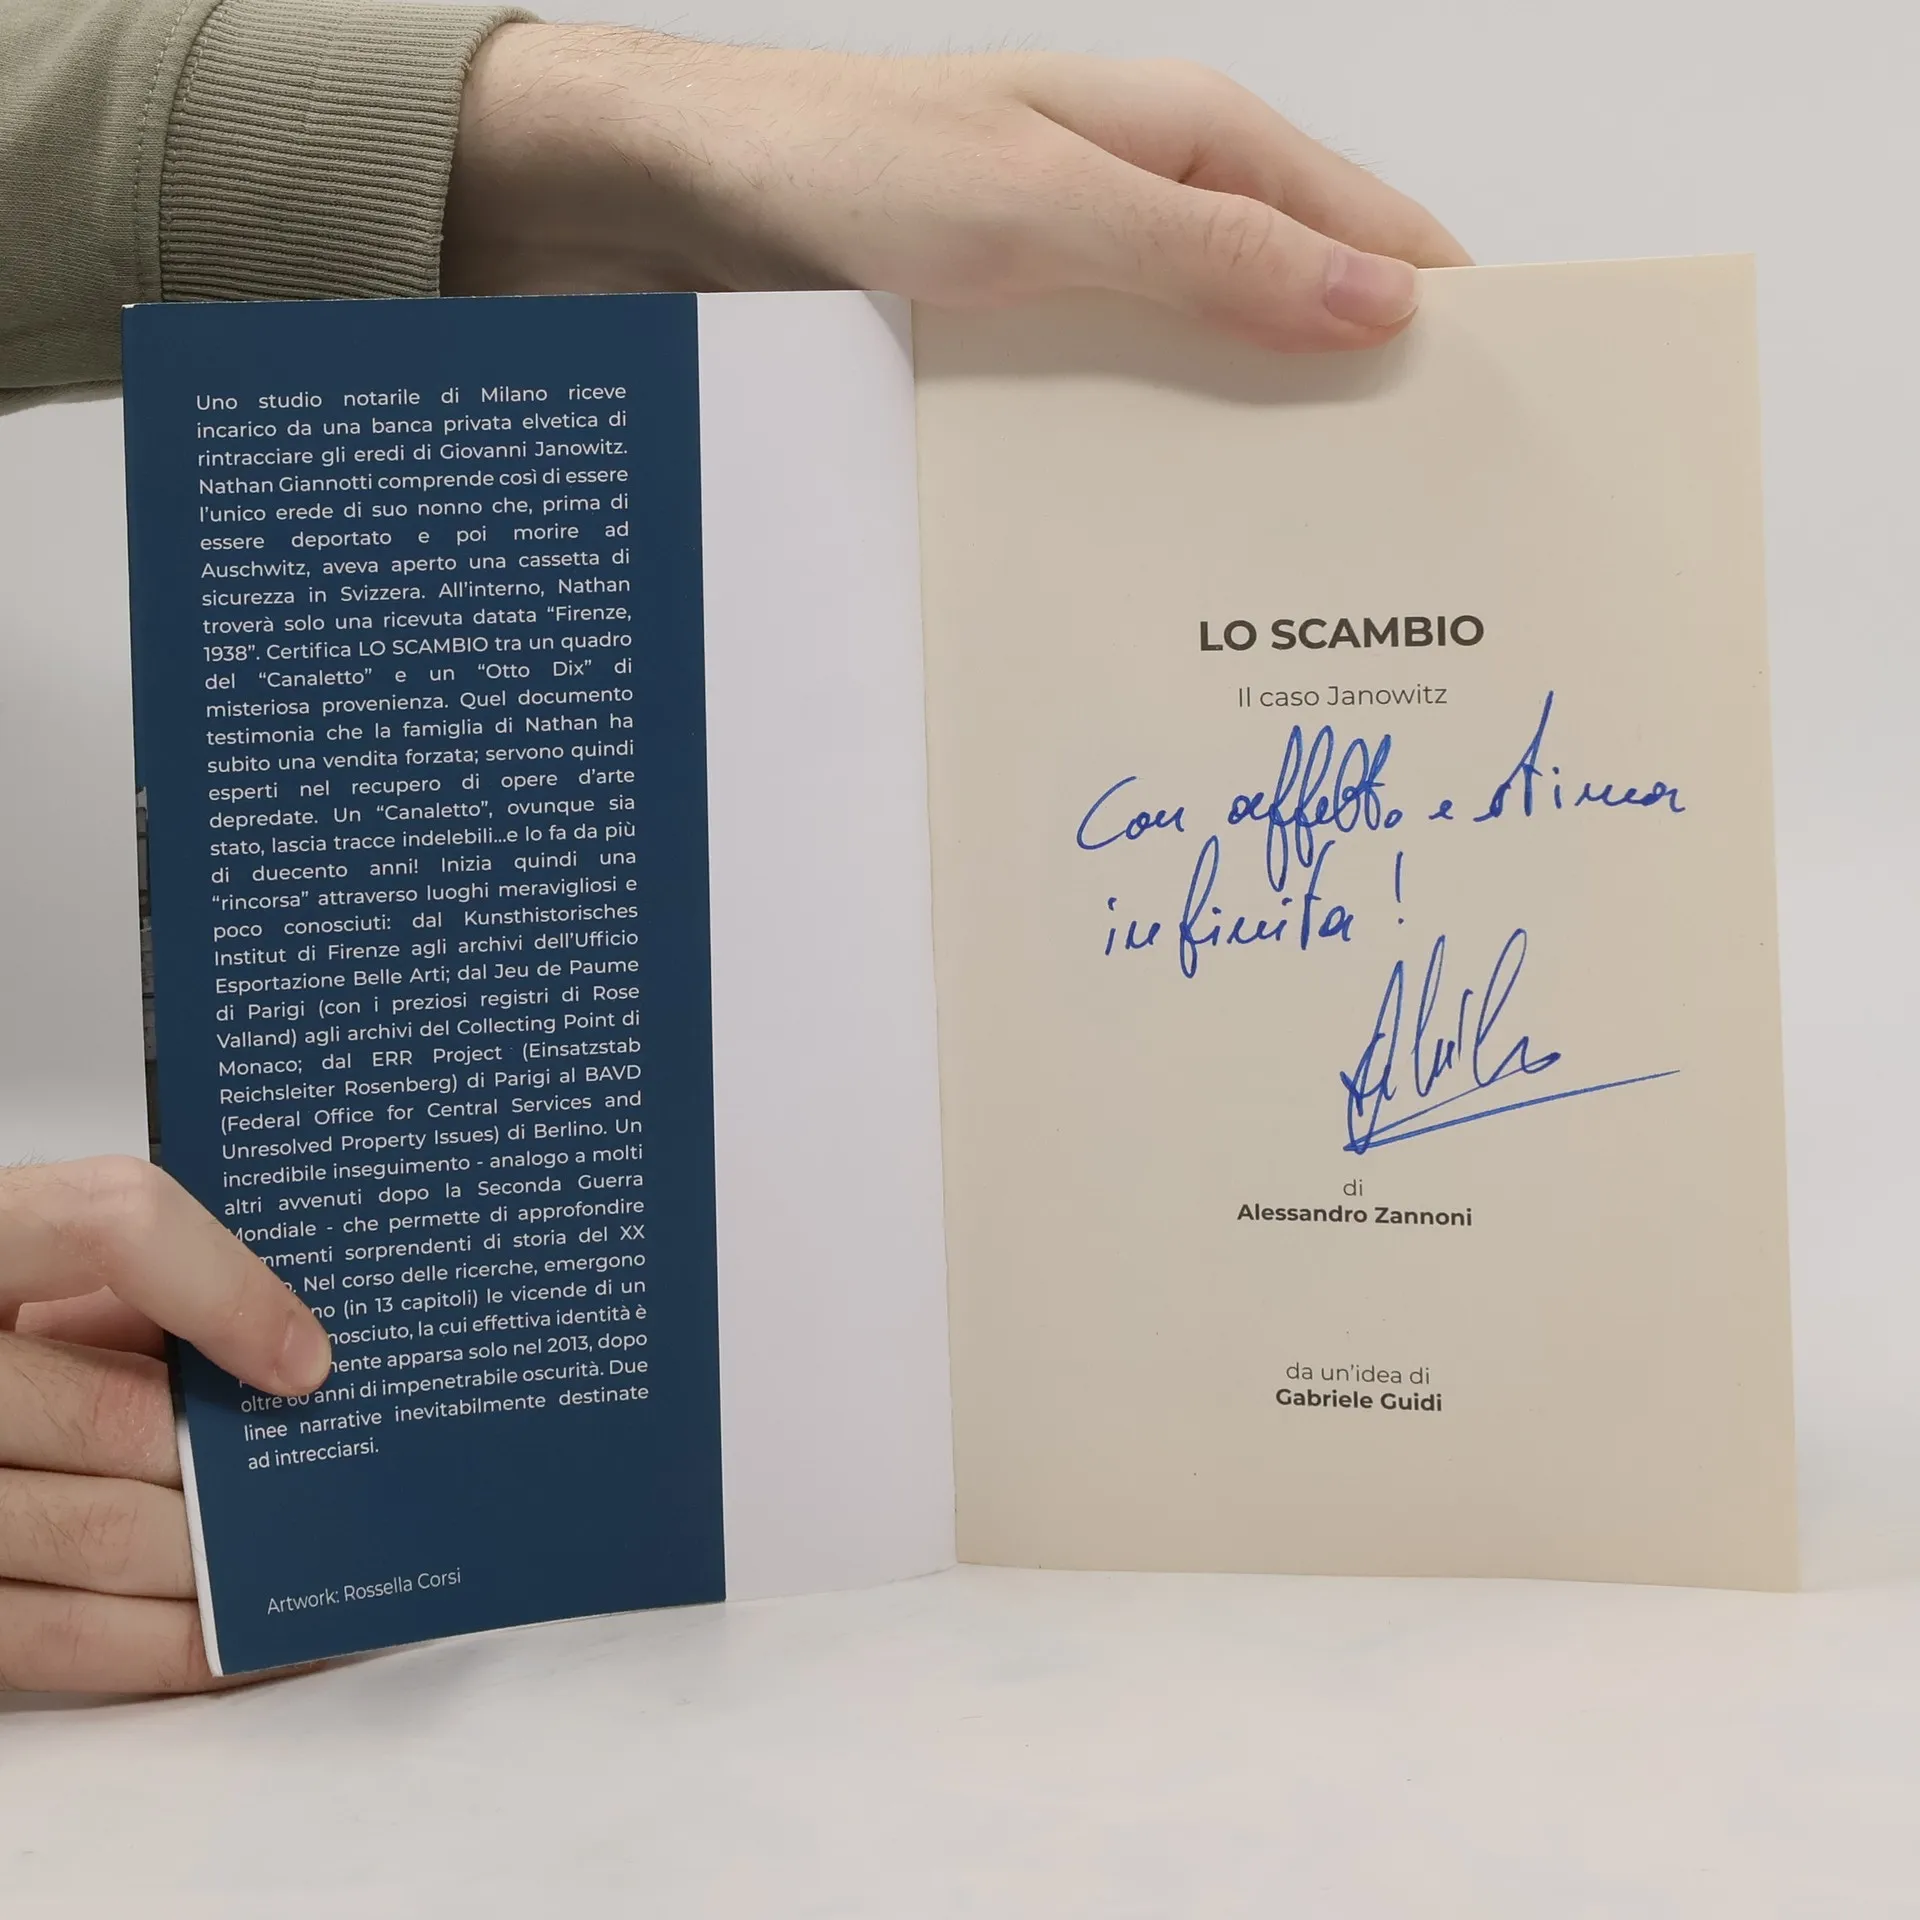 Uno studio notarile di Milano riceve
incarico da una banca privata elvetica di
rintracciare gli eredi di Giovanni Janowitz.
Nathan Giannotti comprende così di essere
l'unico erede di suo nonno che, prima di
essere deportato e poi morire ad
Auschwitz, aveva aperto una cassetta di
sicurezza in Svizzera. All'interno, Nathan
troverà solo una ricevuta datata “Firenze,
1938”. Certifica LO SCAMBIO tra un quadro
del “Canaletto” e un “Otto Dix” di
misteriosa provenienza. Quel documento
testimonia che la famiglia di Nathan ha
subito una vendita forzata; servono quindi
esperti nel recupero di opere d'arte
depredate. Un “Canaletto”, ovunque sia
stato, lascia tracce indelebili...e lo fa da più
di duecento anni! Inizia quindi una
“rincorsa” attraverso luoghi meravigliosi e
poco conosciuti: dal Kunsthistorisches
Institut di Firenze agli archivi dell'Ufficio
Esportazione Belle Arti; dal Jeu de Paume
di Parigi (con i preziosi registri di Rose
Valland) agli archivi del Collecting Point di
Monaco; dal ERR Project (Einsatzstab
Reichsleiter Rosenberg) di Parigi al BAVD
(Federal Office for Central Services and
Unresolved Property Issues) di Berlino. Un
incredibile inseguimento - analogo a molti
altri avvenuti dopo la Seconda Guerra
Mondiale - che permette di approfondire
sorprendenti di storia del XX
Nel corso delle ricerche, emergono
(in 13 capitoli) le vicende di un
la cui effettiva identità è
apparsa solo nel 2013, dopo
oltre 60 anni di impenetrabile oscurità. Due
linee narrative inevitabilmente destinate
ad intrecciarsi.
Artwork: Rossella Corsi
LO SCAMBIO
Il caso Janowitz
Con affetto e stima
infinita!
di
Alessandro Zannoni
da un'idea di
Gabriele Guidi